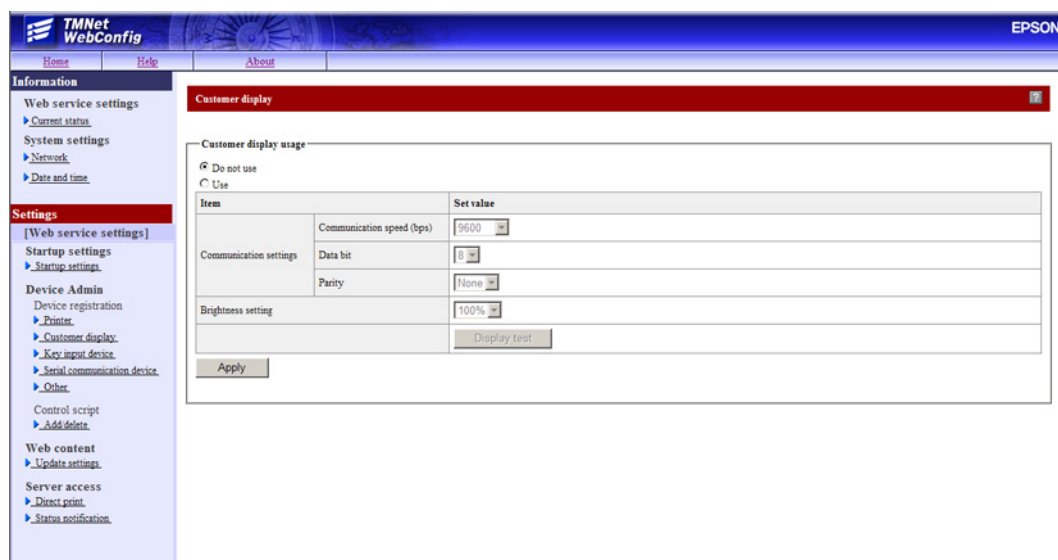 TMNet
WebConfig
EPSON
Home Help About
Information
Web service settings
Current status
System settings
Network
Date and time
Settings
[Web service settings]
Startup settings
Startup settings
Device Admin
Device registration
Printer
Customer display
Key input device
Serial communication device
Other
Control script
Add/delete
Web content
Update settings
Server access
Direct print
Status notification
Customer display ?
Customer display usage
Do not use
Use
Item Set value
Communication settings Communication speed (bps) 9600
Data bit 8
Parity None
Brightness setting 100%
Display test
Apply